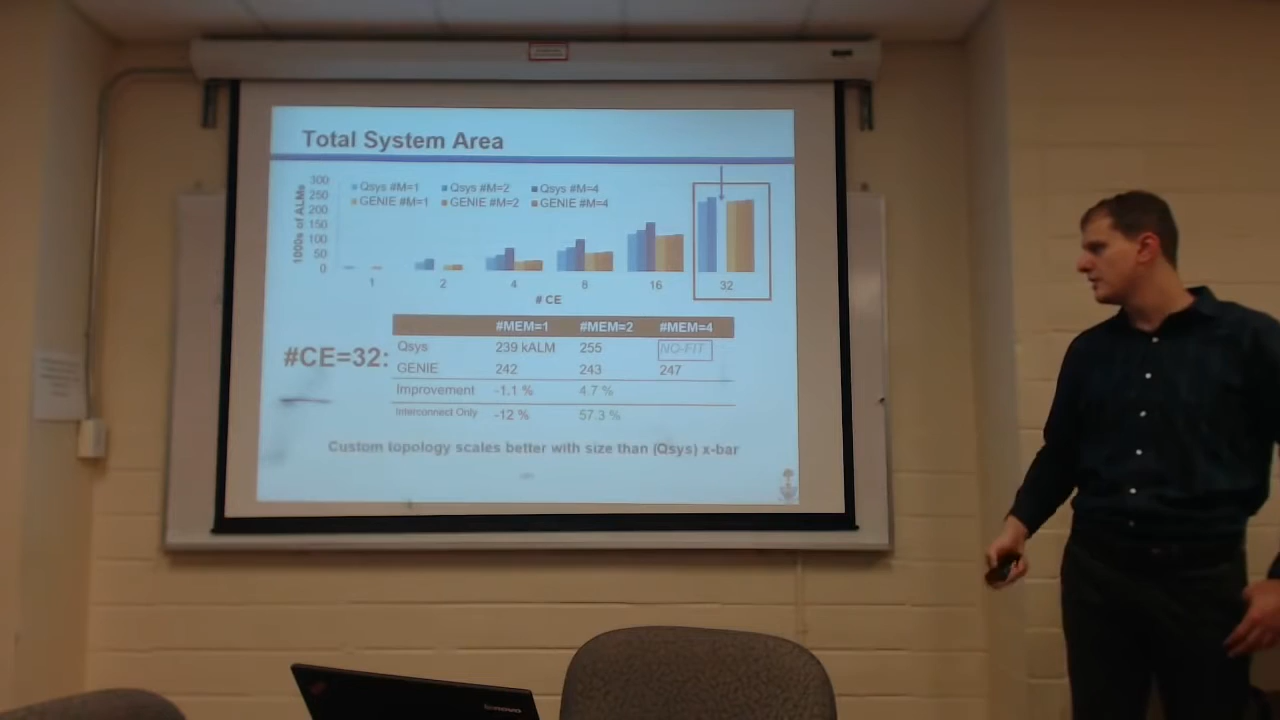 Total System Area
300
250
200
150
100
50
0
1000s of ALMs
Qsys #M=1 Qsys #M=2 Qsys #M=4
GENIE #M=1 GENIE #M=2 GENIE #M=4
1 2 4 8 16 32
# CE
#CE=32:
#MEM=1 #MEM=2 #MEM=4
Qsys 239 kALM 255 NO-FIT
GENIE 242 243 247
Improvement -1.1 % 4.7 %
Interconnect Only -12 % 57.3 %
Custom topology scales better with size than (Qsys) x-bar
lenovo